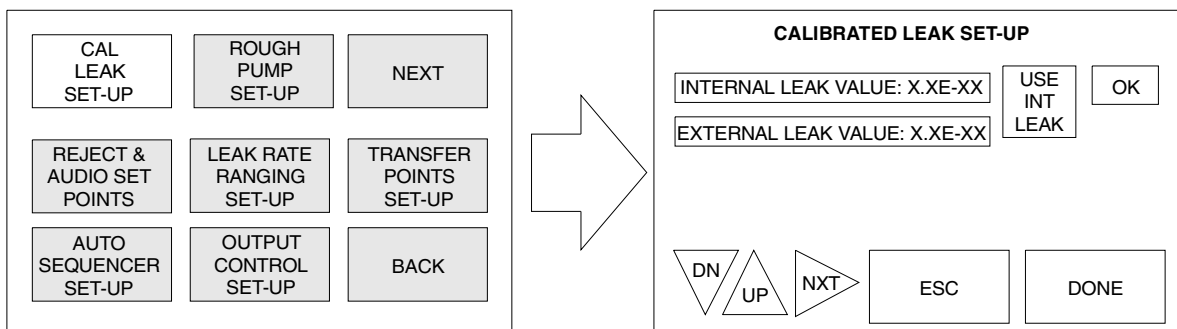 CAL
LEAK
SET-UP
ROUGH
PUMP
SET-UP
NEXT
REJECT &
AUDIO SET
POINTS
LEAK RATE
RANGING
SET-UP
TRANSFER
POINTS
SET-UP
AUTO
SEQUENCER
SET-UP
OUTPUT
CONTROL
SET-UP
BACK
CALIBRATED LEAK SET-UP
INTERNAL LEAK VALUE: X.XE-XX
USE
INT
LEAK
OK
EXTERNAL LEAK VALUE: X.XE-XX
DN
UP
NXT
ESC
DONE